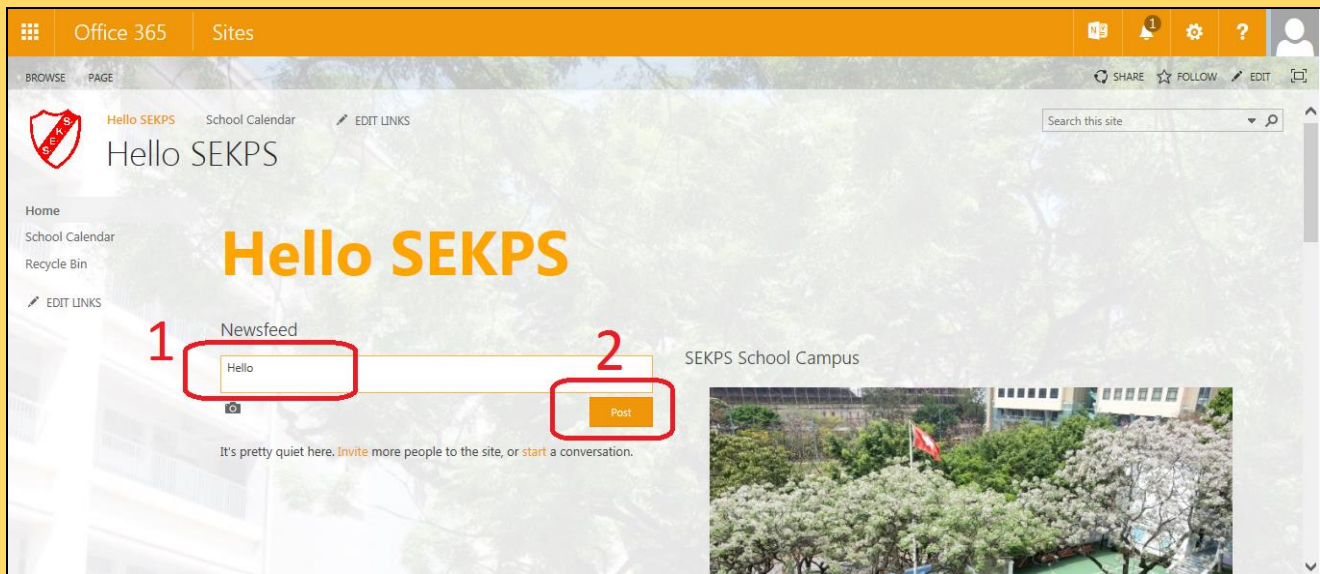 Office 365 Sites
1
?
BROWSE PAGE
SHARE FOLLOW EDIT
S
S E K S
S
Hello SEKPS School Calendar EDIT LINKS
Search this site
Hello SEKPS
Home
School Calendar
Recycle Bin
EDIT LINKS
Hello SEKPS
Newsfeed
1
Hello
2
Post
It's pretty quiet here. Invite more people to the site, or start a conversation.
SEKPS School Campus